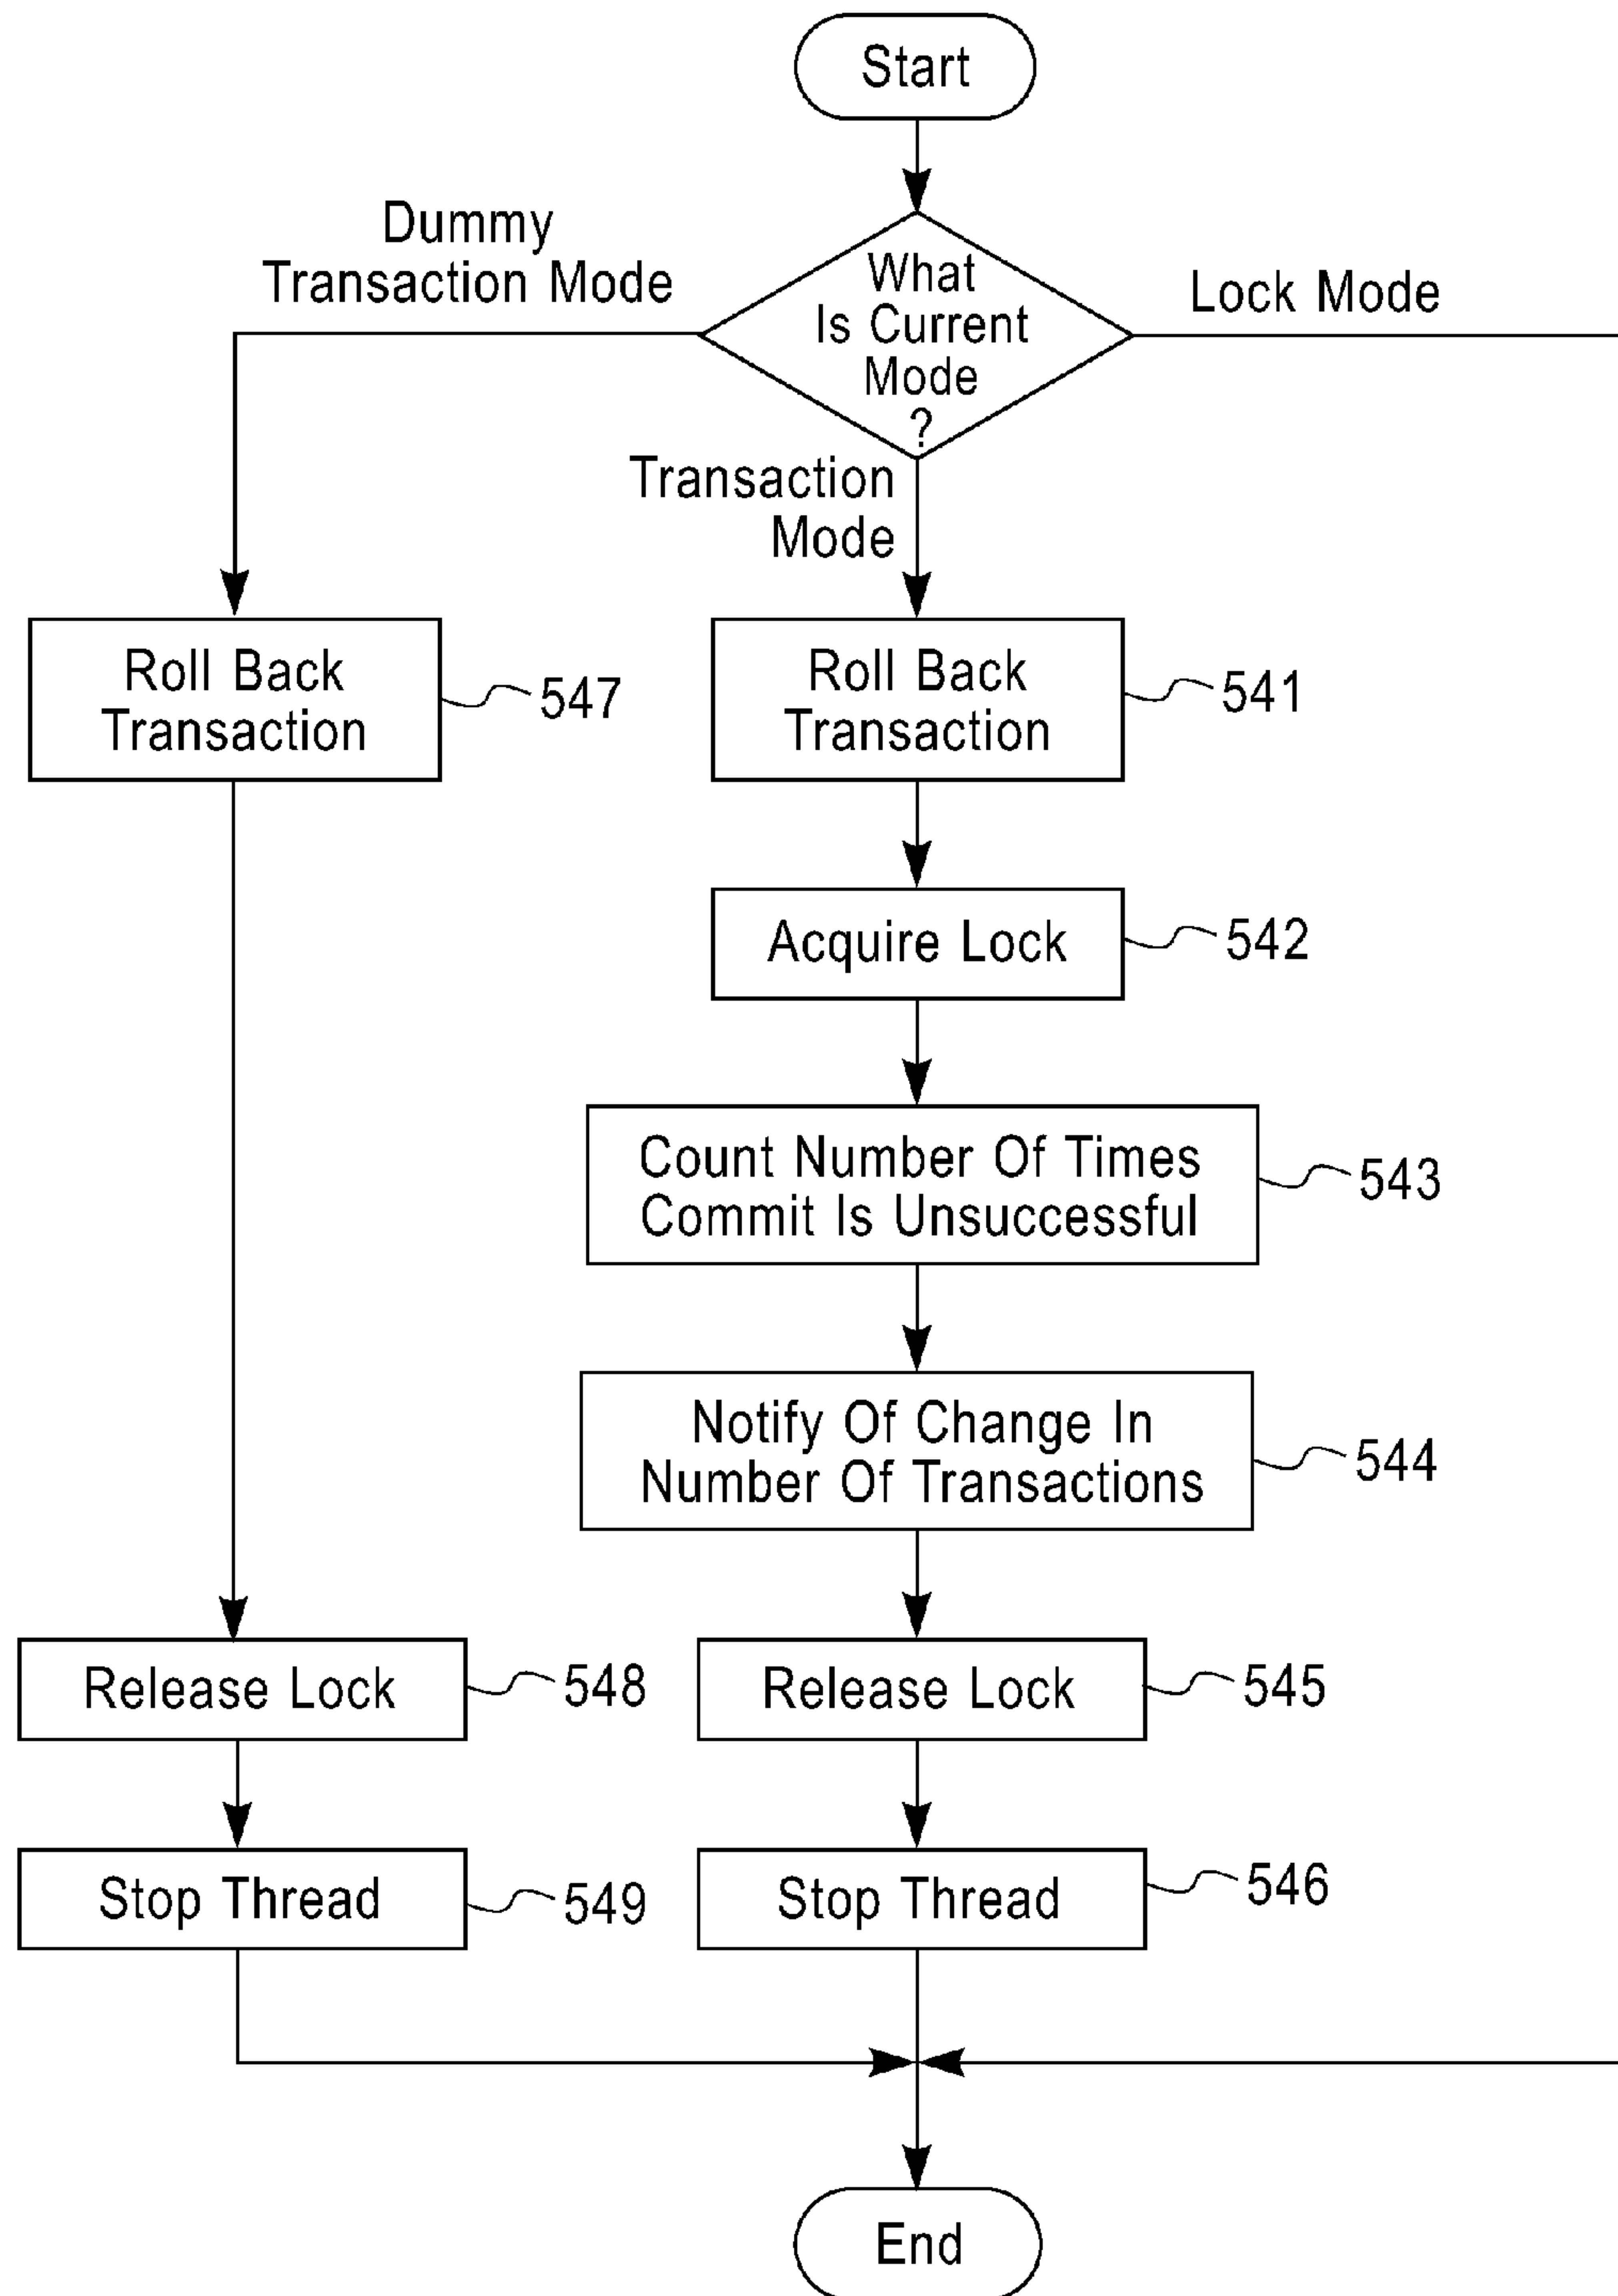 Start
Dummy
Transaction Mode
What
Is Current
Mode
?
Lock Mode
Transaction
Mode
Roll Back
Transaction
547
Roll Back
Transaction
541
Acquire Lock
542
Count Number Of Times
Commit Is Unsuccessful
543
Notify Of Change In
Number Of Transactions
544
Release Lock
548
Release Lock
545
Stop Thread
549
Stop Thread
546
End